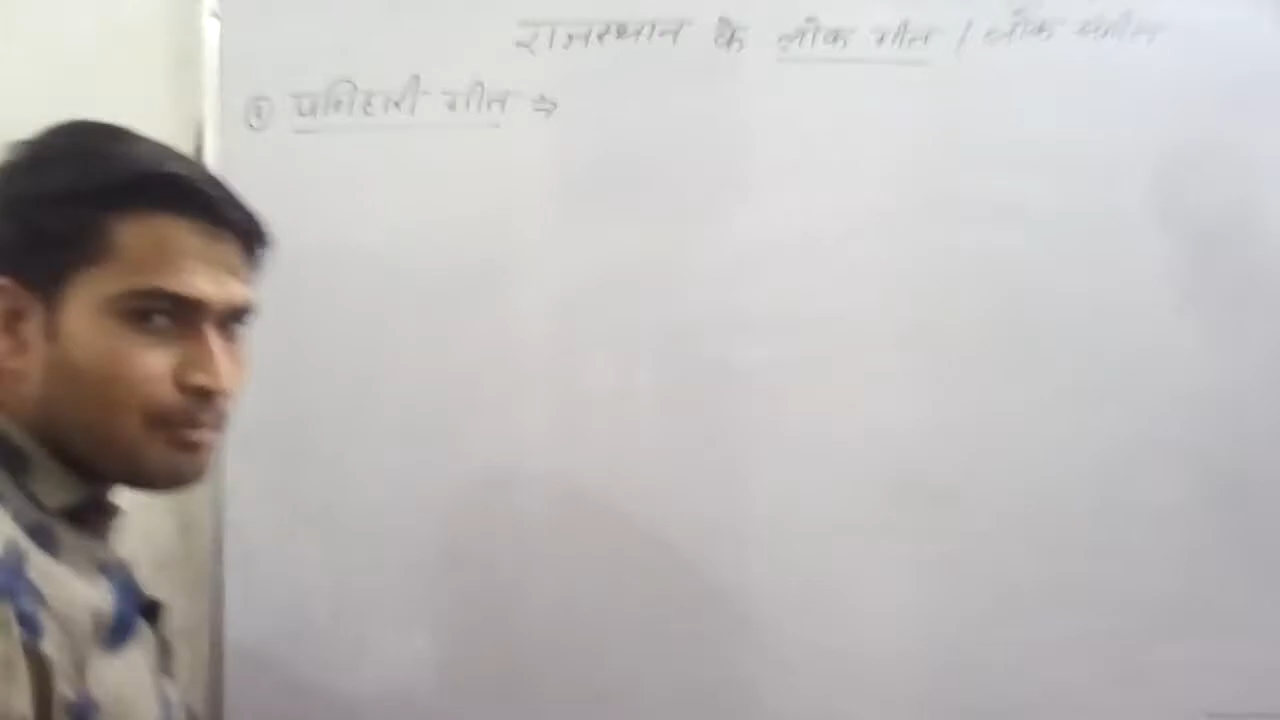 राजस्थान के लोक गीत / लोक संगीत
① पनिहारी गीत ⇒